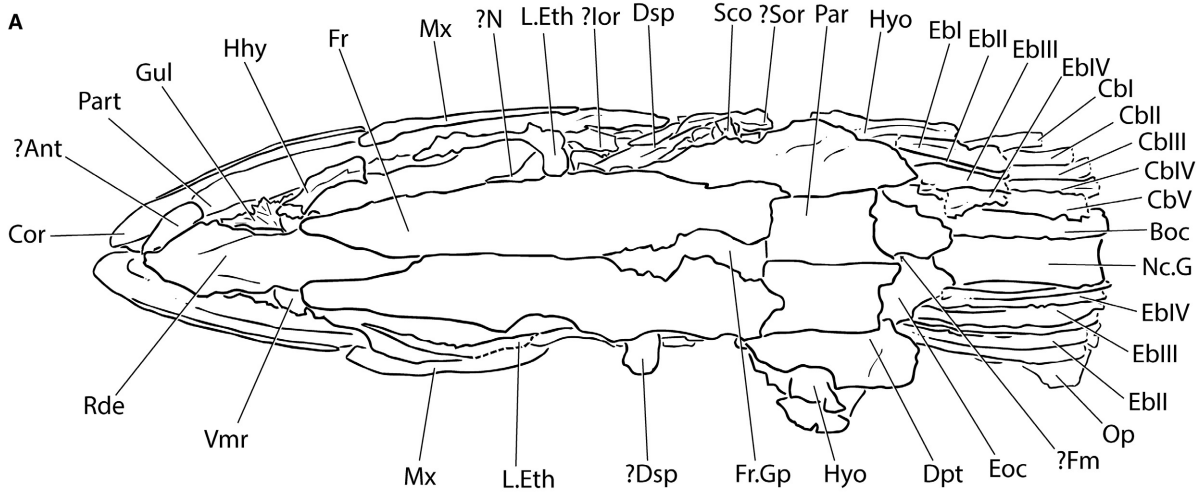 A
?Ant
Part
Gul
Hhy
Fr
Mx
?N
L.Eth
?Ior
Dsp
Sco
?Sor
Par
Hyo
EbI
EbII
EbIII
EbIV
CbI
CbII
CbIII
CbIV
CbV
Cor
Boc
Nc.G
EbIV
EbIII
EbII
Op
Rde
Vmr
Mx
L.Eth
?Dsp
Fr.Gp
Hyo
Dpt
Eoc
?Fm